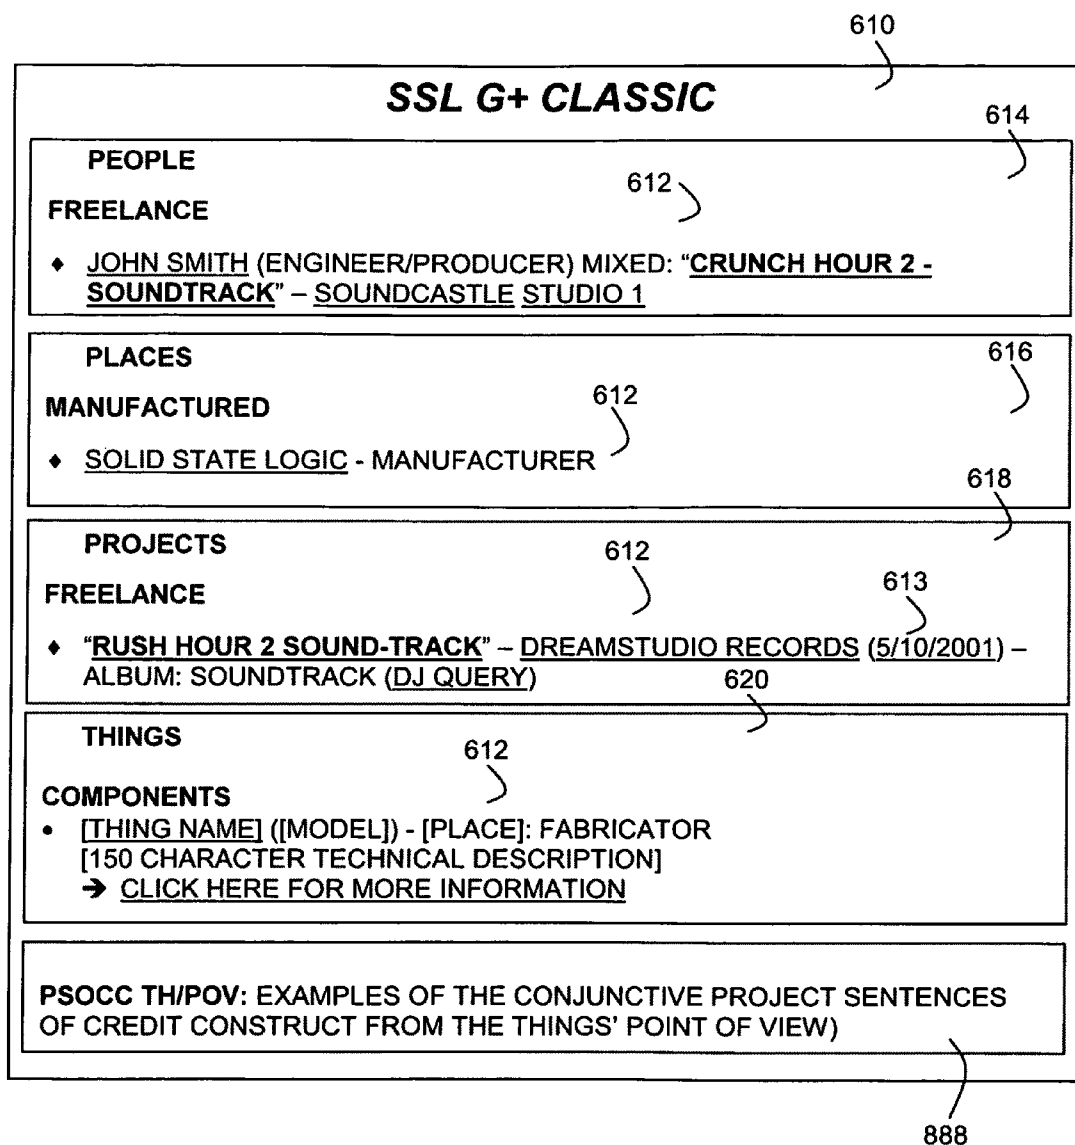 610
SSL G+ CLASSIC
614
PEOPLE
612
FREELANCE
♦ JOHN SMITH (ENGINEER/PRODUCER) MIXED: “CRUNCH HOUR 2 -
SOUNDTRACK” – SOUNDCASTLE STUDIO 1
PLACES
616
MANUFACTURED
612
♦ SOLID STATE LOGIC - MANUFACTURER
618
PROJECTS
612
FREELANCE
613
♦ “RUSH HOUR 2 SOUND-TRACK” – DREAMSTUDIO RECORDS (5/10/2001) –
ALBUM: SOUNDTRACK (DJ QUERY)
620
THINGS
612
COMPONENTS
• [THING NAME] ([MODEL]) - [PLACE]: FABRICATOR
[150 CHARACTER TECHNICAL DESCRIPTION]
➔ CLICK HERE FOR MORE INFORMATION
PSOCC TH/POV: EXAMPLES OF THE CONJUNCTIVE PROJECT SENTENCES
OF CREDIT CONSTRUCT FROM THE THINGS’ POINT OF VIEW)
888